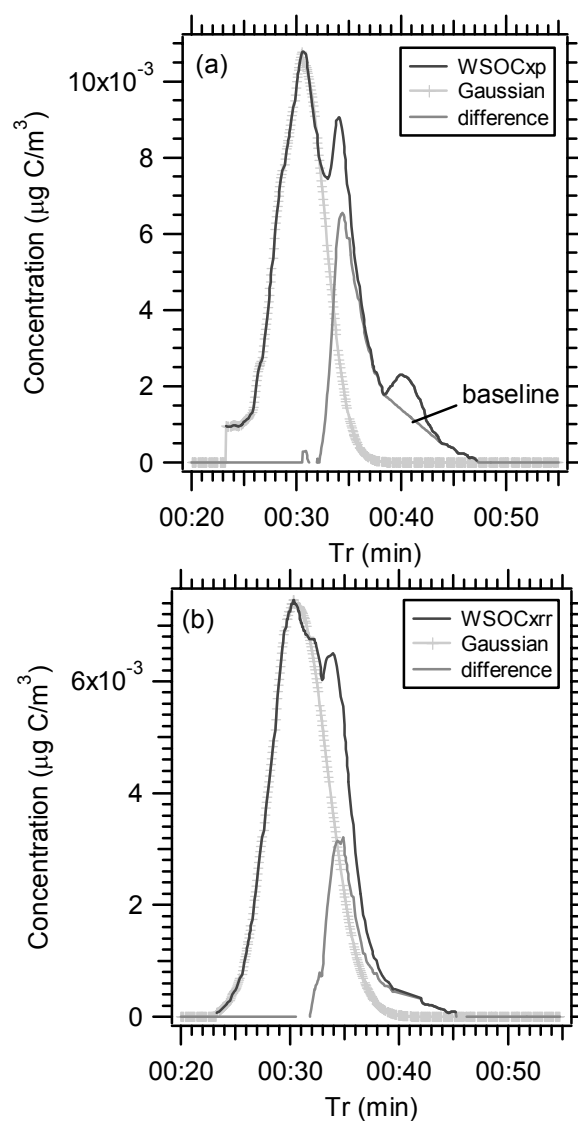 (a)
WSOCxp
Gaussian
difference
10x10⁻³
8
6
4
2
0
baseline
Concentration (μg C/m³)
00:20 00:30 00:40 00:50
Tr (min)
(b)
WSOCxrr
Gaussian
difference
6x10⁻³
4
2
0
Concentration (μg C/m³)
00:20 00:30 00:40 00:50
Tr (min)